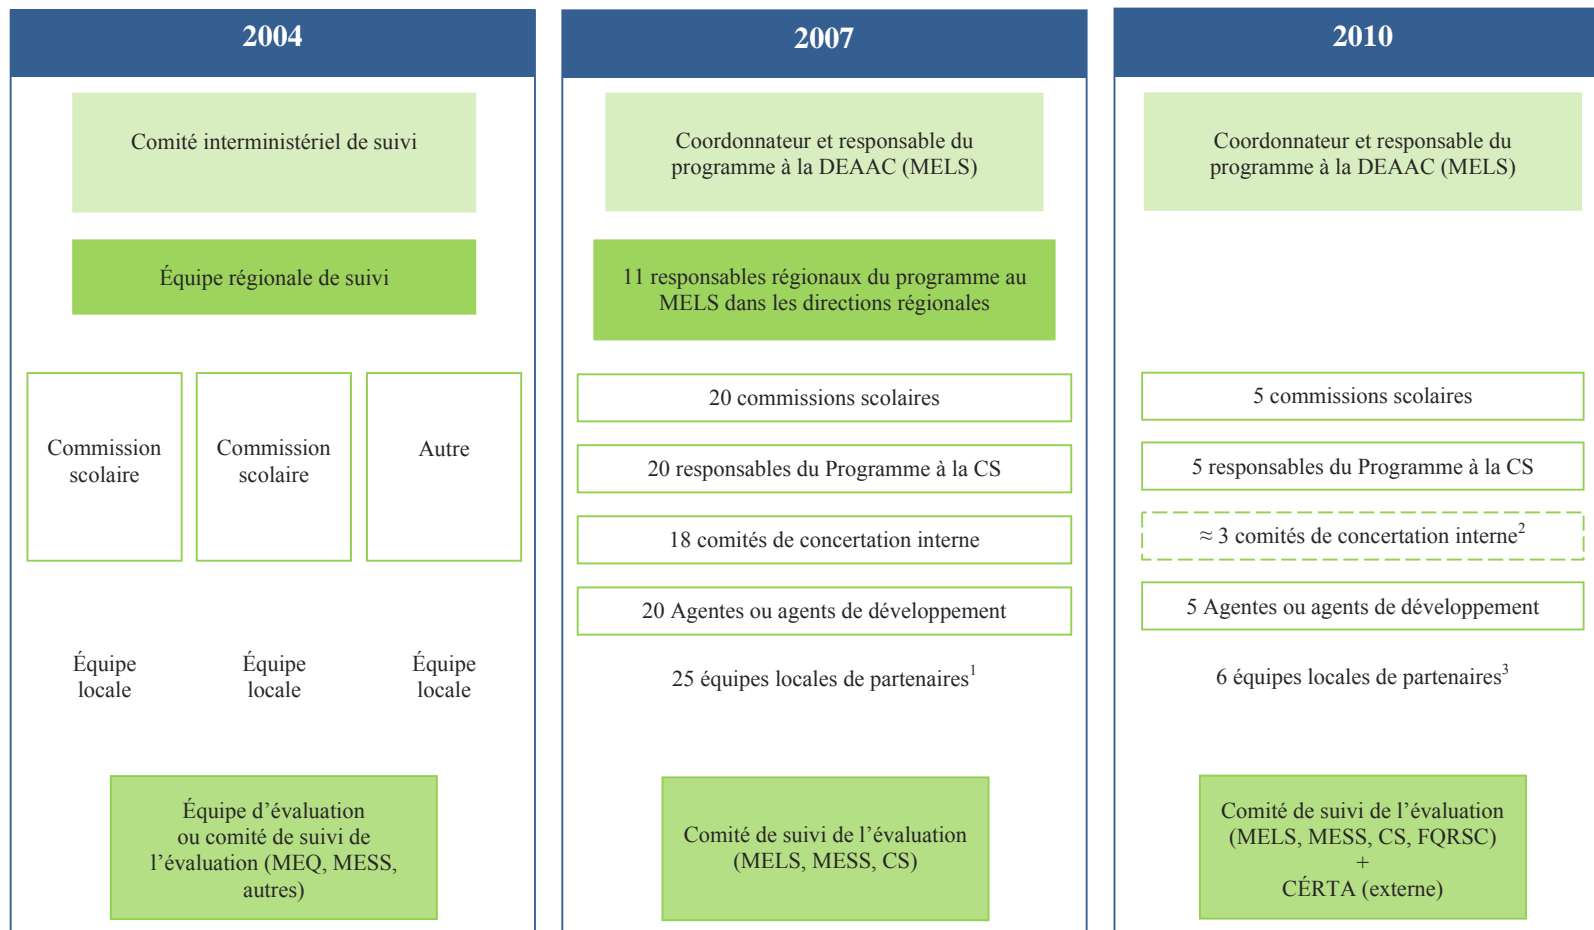 2004
Comité interministériel de suivi
Équipe régionale de suivi
Commission
scolaire
Commission
scolaire
Autre
Équipe
locale
Équipe
locale
Équipe
locale
Équipe d’évaluation
ou comité de suivi de
l’évaluation (MEQ, MESS,
autres)
2007
Coordonnateur et responsable du
programme à la DEAAC (MELS)
11 responsables régionaux du programme au
MELS dans les directions régionales
20 commissions scolaires
20 responsables du Programme à la CS
18 comités de concertation interne
20 Agentes ou agents de développement
25 équipes locales de partenaires1
Comité de suivi de l’évaluation
(MELS, MESS, CS)
2010
Coordonnateur et responsable du
programme à la DEAAC (MELS)
5 commissions scolaires
5 responsables du Programme à la CS
≈ 3 comités de concertation interne2
5 Agentes ou agents de développement
6 équipes locales de partenaires3
Comité de suivi de l’évaluation
(MELS, MESS, CS, FQRSC)
+
CÉRTA (externe)